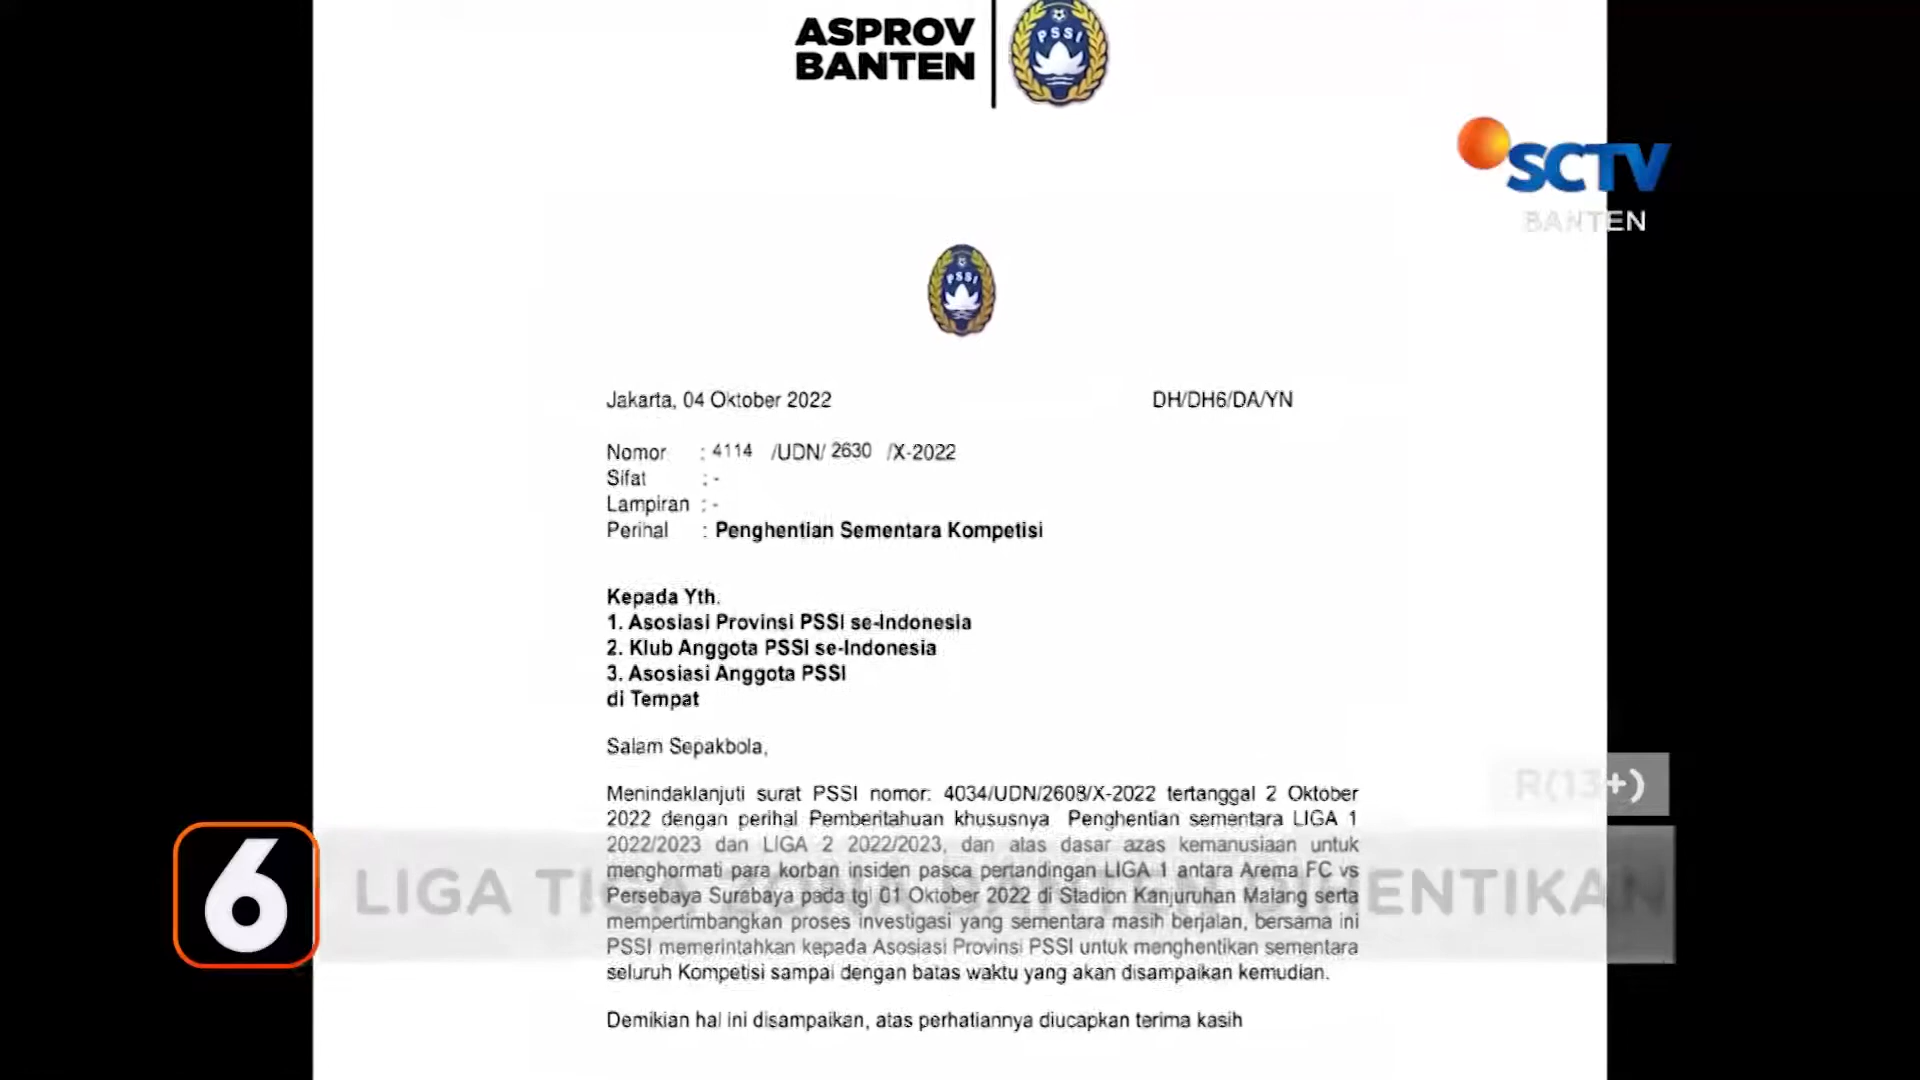 ASPROV
BANTEN
PSSI
SCTV
BANTEN
PSSI
Jakarta, 04 Oktober 2022 DH/DH6/DA/YN
Nomor : 4114 /UDN/ 2630 /X-2022
Sifat : -
Lampiran : -
Perihal : Penghentian Sementara Kompetisi
Kepada Yth.
1. Asosiasi Provinsi PSSI se-Indonesia
2. Klub Anggota PSSI se-Indonesia
3. Asosiasi Anggota PSSI
di Tempat
Salam Sepakbola,
Menindaklanjuti surat PSSI nomor: 4034/UDN/2608/X-2022 tertanggal 2 Oktober
2022 dengan perihal Pemberitahuan khususnya Penghentian sementara LIGA 1
2022/2023 dan LIGA 2 2022/2023, dan atas dasar azas kemanusiaan untuk
menghormati para korban insiden pasca pertandingan LIGA 1 antara Arema FC vs
Persebaya Surabaya pada tgl 01 Oktober 2022 di Stadion Kanjuruhan Malang serta
mempertimbangkan proses investigasi yang sementara masih berjalan, bersama ini
PSSI memerintahkan kepada Asosiasi Provinsi PSSI untuk menghentikan sementara
seluruh Kompetisi sampai dengan batas waktu yang akan disampaikan kemudian.
Demikian hal ini disampaikan, atas perhatiannya diucapkan terima kasih
R(13+)
6
LIGA TIGA ZONA BANTEN DIHENTIKAN